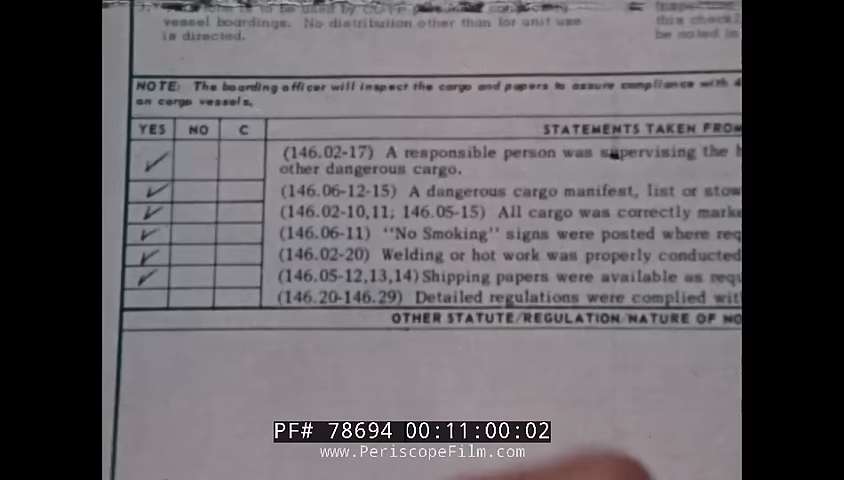 vessel boardings. No distribution other than for unit use
is directed.
this check
be noted in
NOTE: The boarding officer will inspect the cargo and papers to assure compliance with 4
on cargo vessels.
YES NO C STATEMENTS TAKEN FROM
(146.02-17) A responsible person was supervising the h
other dangerous cargo.
(146.06-12-15) A dangerous cargo manifest, list or stow
(146.02-10,11; 146.05-15) All cargo was correctly marke
(146.06-11) "No Smoking" signs were posted where req
(146.02-20) Welding or hot work was properly conducted
(146.05-12,13,14) Shipping papers were available as requ
(146.20-146.29) Detailed regulations were complied wit
OTHER STATUTE/REGULATION/NATURE OF NO
PF# 78694 00:11:00:02
www.PeriscopeFilm.com